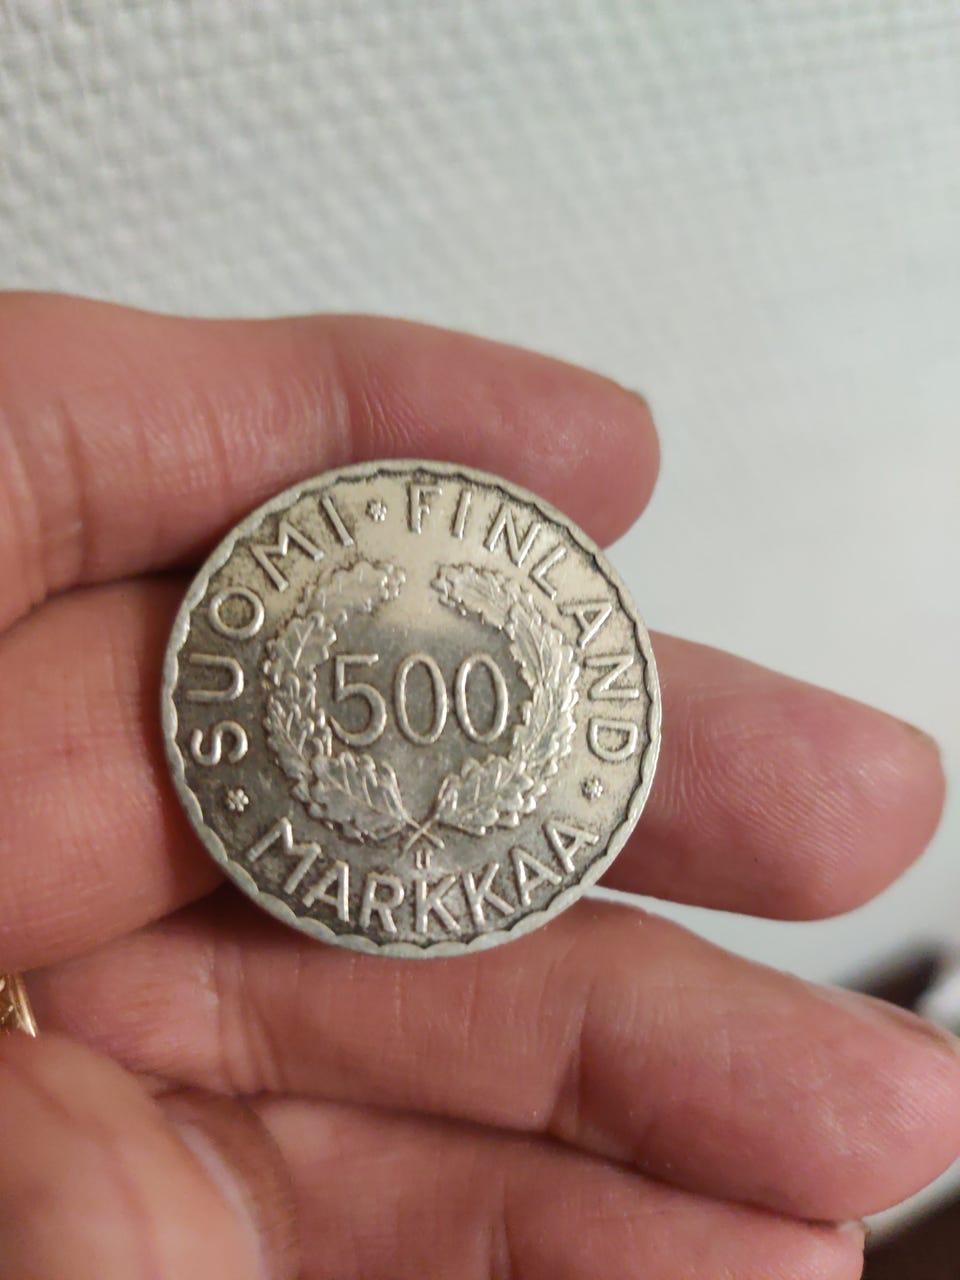 SUOMI * FINLAND
500
H
* MARKKAA *